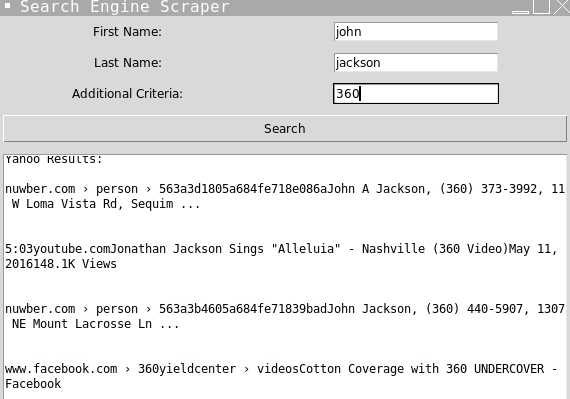 Search Engine Scraper
First Name:
john
Last Name:
jackson
Additional Criteria:
360
Search
Yahoo Results:
nuwber.com › person › 563a3d1805a684fe718e086aJohn A Jackson, (360) 373-3992, 11
W Loma Vista Rd, Sequim ...
5:03youtube.comJonathan Jackson Sings "Alleluia" - Nashville (360 Video)May 11,
2016148.1K Views
nuwber.com › person › 563a3b4605a684fe71839badJohn Jackson, (360) 440-5907, 1307
NE Mount Lacrosse Ln ...
www.facebook.com › 360yieldcenter › videosCotton Coverage with 360 UNDERCOVER -
Facebook